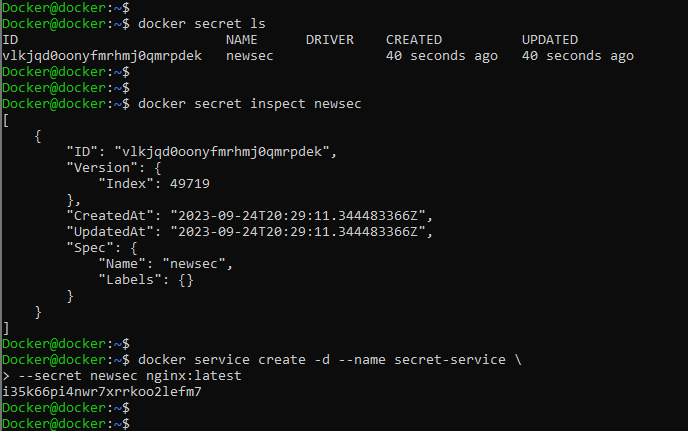 Docker@docker:~$
Docker@docker:~$ docker secret ls
ID                          NAME      DRIVER    CREATED          UPDATED
vlkjqd0oonyfmrhmj0qmrpdek   newsec              40 seconds ago   40 seconds ago
Docker@docker:~$
Docker@docker:~$
Docker@docker:~$ docker secret inspect newsec
[
    {
        "ID": "vlkjqd0oonyfmrhmj0qmrpdek",
        "Version": {
            "Index": 49719
        },
        "CreatedAt": "2023-09-24T20:29:11.344483366Z",
        "UpdatedAt": "2023-09-24T20:29:11.344483366Z",
        "Spec": {
            "Name": "newsec",
            "Labels": {}
        }
    }
]
Docker@docker:~$
Docker@docker:~$ docker service create -d --name secret-service \
> --secret newsec nginx:latest
i35k66pi4nwr7xrrkoo2lefm7
Docker@docker:~$
Docker@docker:~$